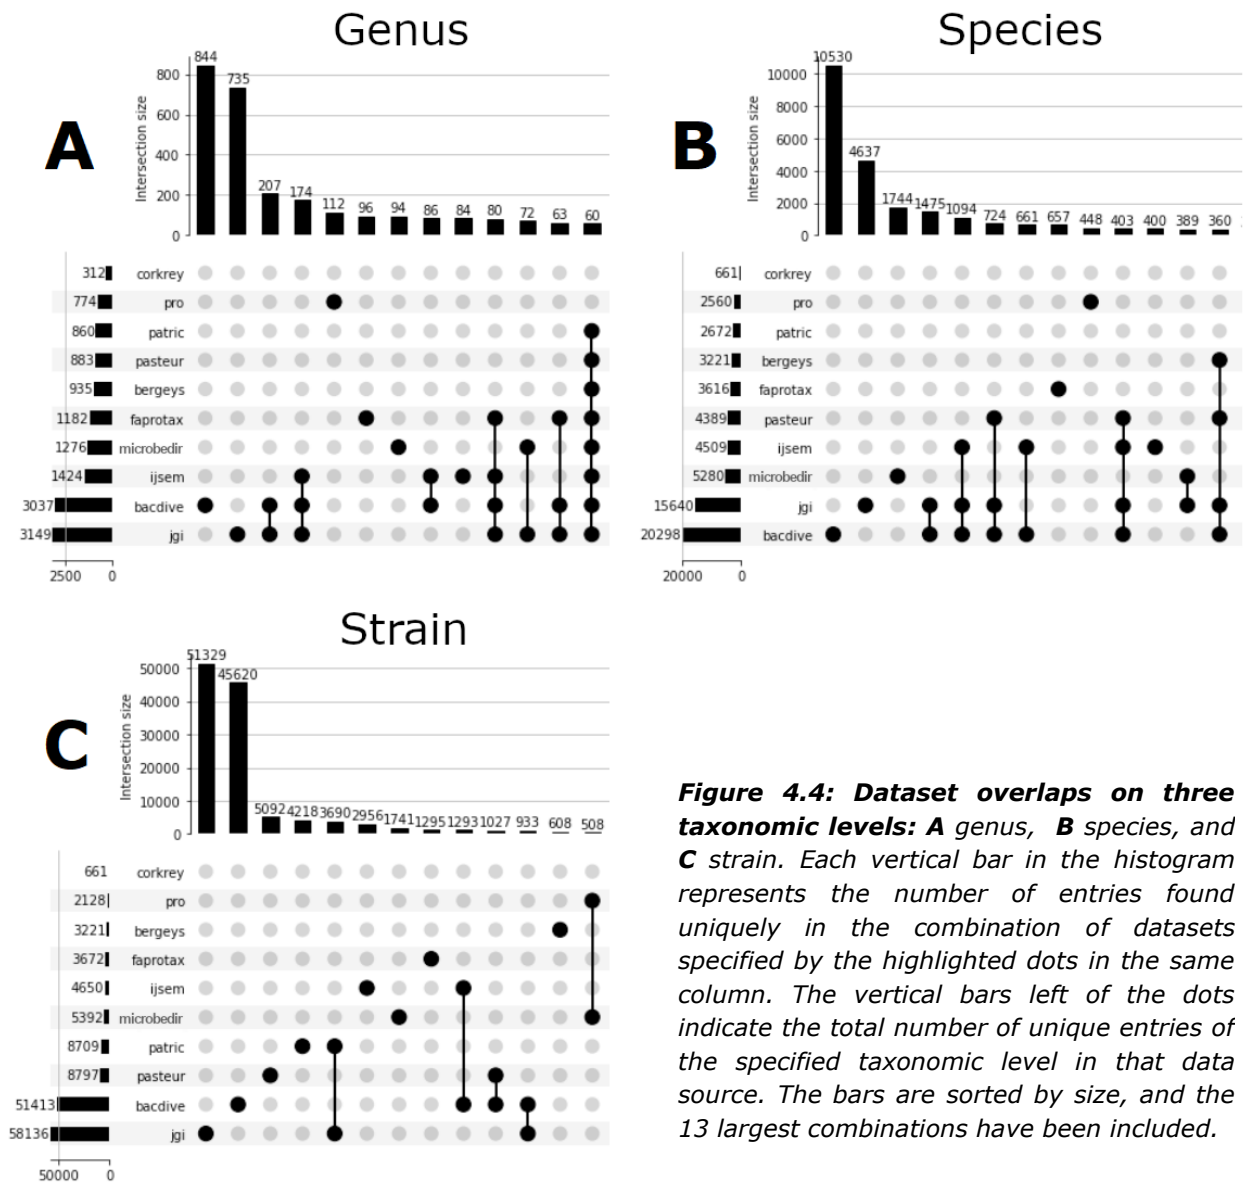 Genus
A
Intersection size
800
600
400
200
0
844
735
207
174
112
96
94
86
84
80
72
63
60
312 corkrey
774 pro
860 patric
883 pasteur
935 bergeys
1182 faprotax
1276 microbedir
1424 ijsem
3037 bacdive
3149 jgi
2500 0
Species
B
Intersection size
10000
8000
6000
4000
2000
0
10530
4637
1744
1475
1094
724
661
657
448
403
400
389
360
661 corkrey
2560 pro
2672 patric
3221 bergeys
3616 faprotax
4389 pasteur
4509 ijsem
5280 microbedir
15640 jgi
20298 bacdive
20000 0
Strain
C
Intersection size
50000
40000
30000
20000
10000
0
51329
45620
5092
4218
3690
2956
1741
1295
1293
1027
933
608
508
661 corkrey
2128 pro
3221 bergeys
3672 faprotax
4650 ijsem
5392 microbedir
8709 patric
8797 pasteur
51413 bacdive
58136 jgi
50000 0
Figure 4.4: Dataset overlaps on three
taxonomic levels: A genus, B species, and
C strain. Each vertical bar in the histogram
represents the number of entries found
uniquely in the combination of datasets
specified by the highlighted dots in the same
column. The vertical bars left of the dots
indicate the total number of unique entries of
the specified taxonomic level in that data
source. The bars are sorted by size, and the
13 largest combinations have been included.